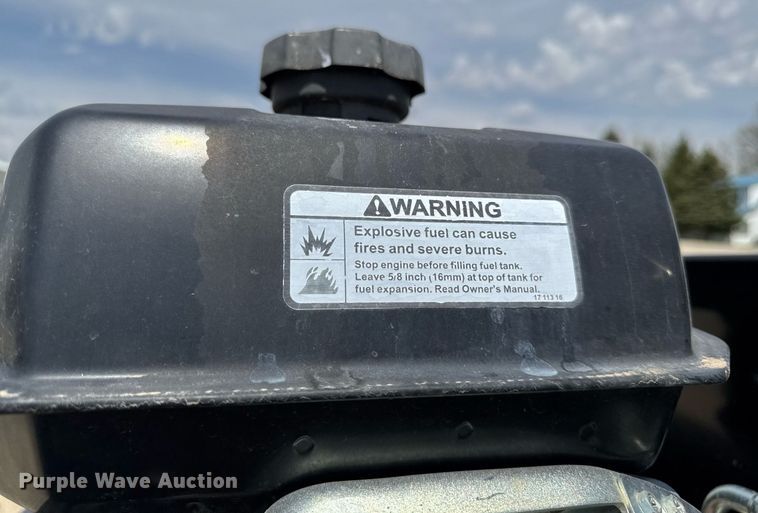 WARNING
Explosive fuel can cause
fires and severe burns.
Stop engine before filling fuel tank.
Leave 5/8 inch (16mm) at top of tank for
fuel expansion. Read Owner's Manual.
17 113 16
Purple Wave Auction